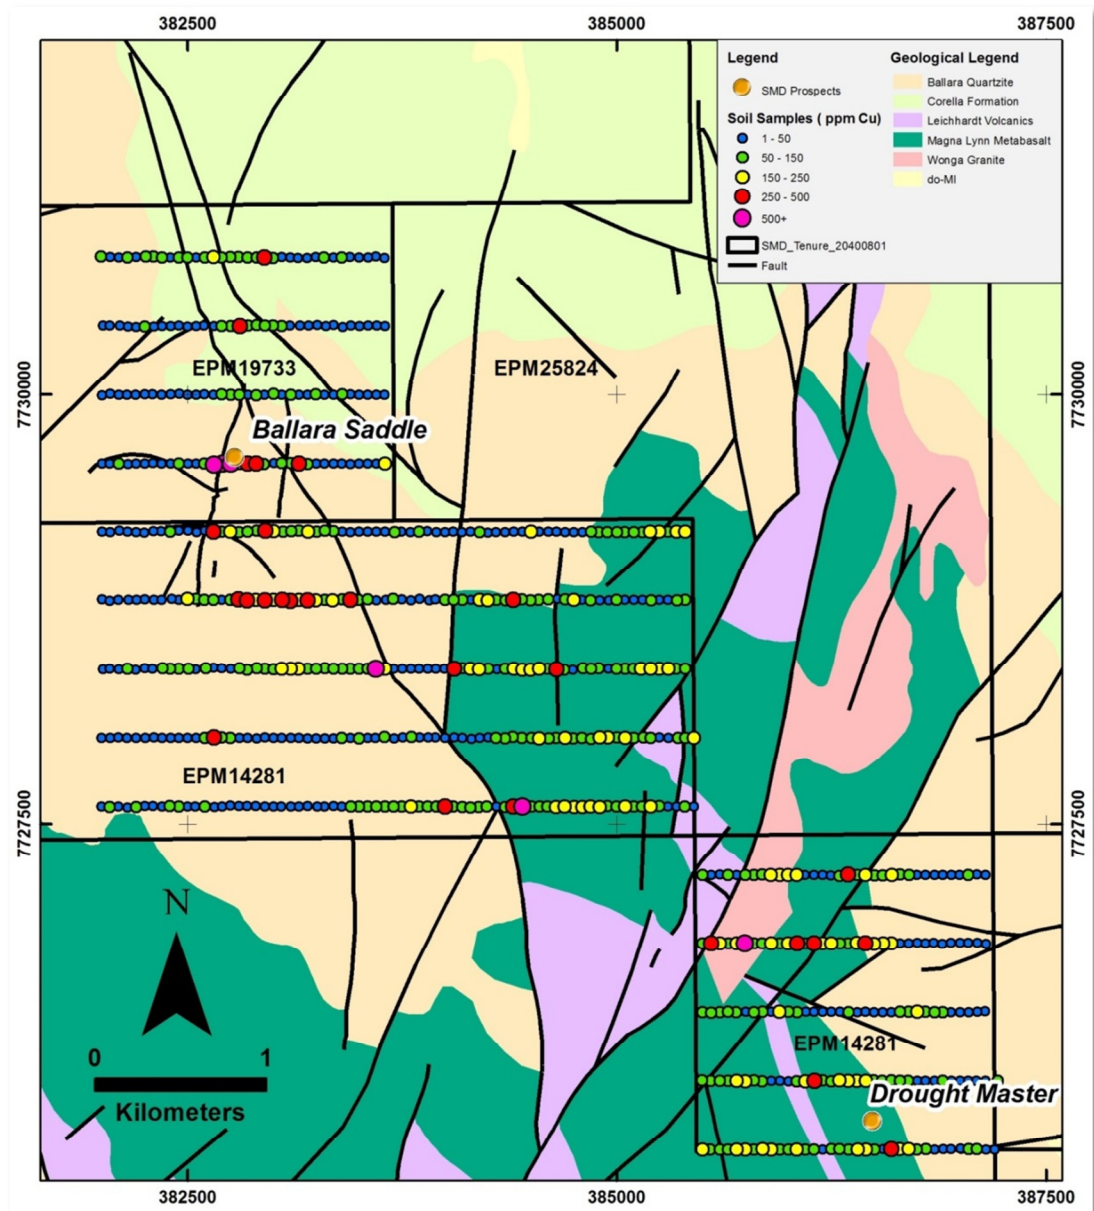 382500
385000
387500
Legend
SMD Prospects
Soil Samples ( ppm Cu)
1 - 50
50 - 150
150 - 250
250 - 500
500+
SMD_Tenure_20400801
Fault
Geological Legend
Ballara Quartzite
Corella Formation
Leichhardt Volcanics
Magna Lynn Metabasalt
Wonga Granite
do-MI
EPM19733
EPM25824
7730000
7730000
Ballara Saddle
EPM14281
7727500
7727500
N
EPM14281
0
1
Kilometers
Drought Master
382500
385000
387500